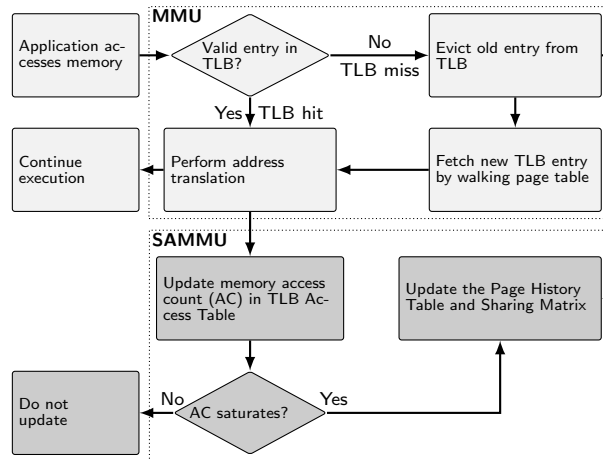 MMU
Application ac-
cesses memory
Valid entry in
TLB?
No
TLB miss
Evict old entry from
TLB
Yes
TLB hit
Continue
execution
Perform address
translation
Fetch new TLB entry
by walking page table
SAMMU
Update memory access
count (AC) in TLB Ac-
cess Table
Update the Page History
Table and Sharing Matrix
Do not
update
No
AC saturates?
Yes